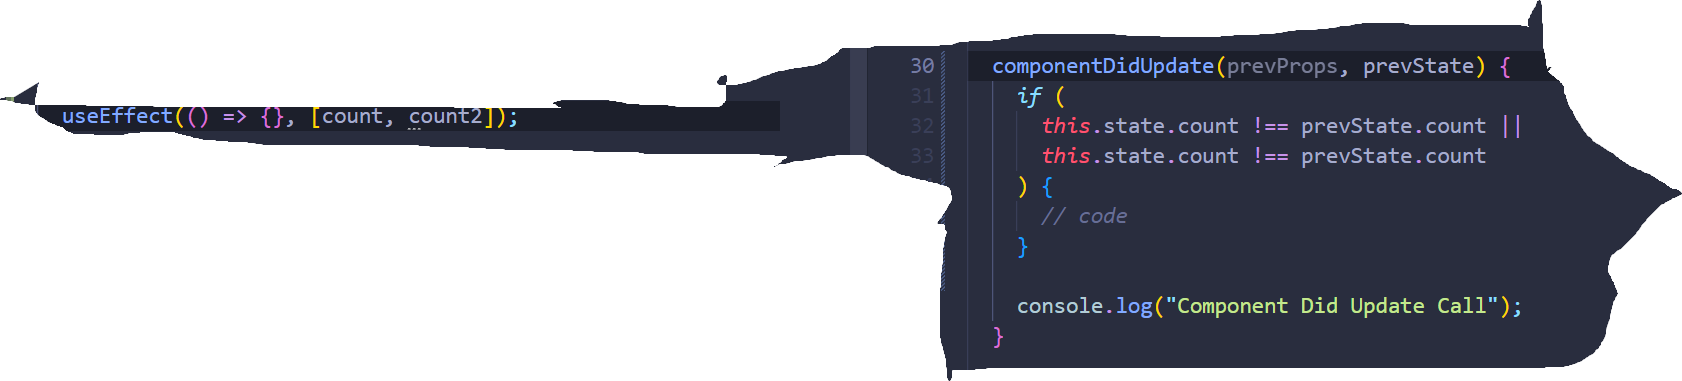 useEffect(() => {}, [count, count2]);
30 componentDidUpdate(prevProps, prevState) {
31 if (
32 this.state.count !== prevState.count ||
33 this.state.count !== prevState.count
) {
// code
}
console.log("Component Did Update Call");
}